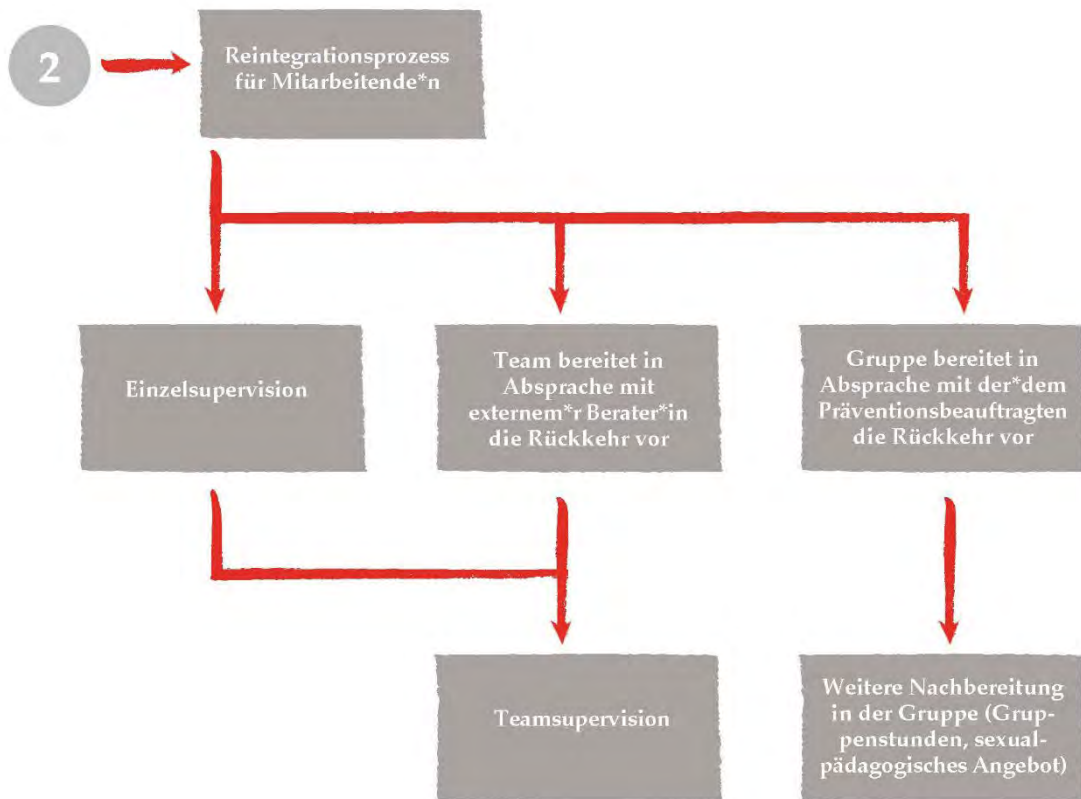 2
Reintegrationsprozess
für Mitarbeitende*n
Einzelsupervision
Team bereitet in
Absprache mit
externem*r Berater*in
die Rückkehr vor
Gruppe bereitet in
Absprache mit der*dem
Präventionsbeauftragten
die Rückkehr vor
Teamsupervision
Weitere Nachbereitung
in der Gruppe (Grup-
penstunden, sexual-
pädagogisches Angebot)